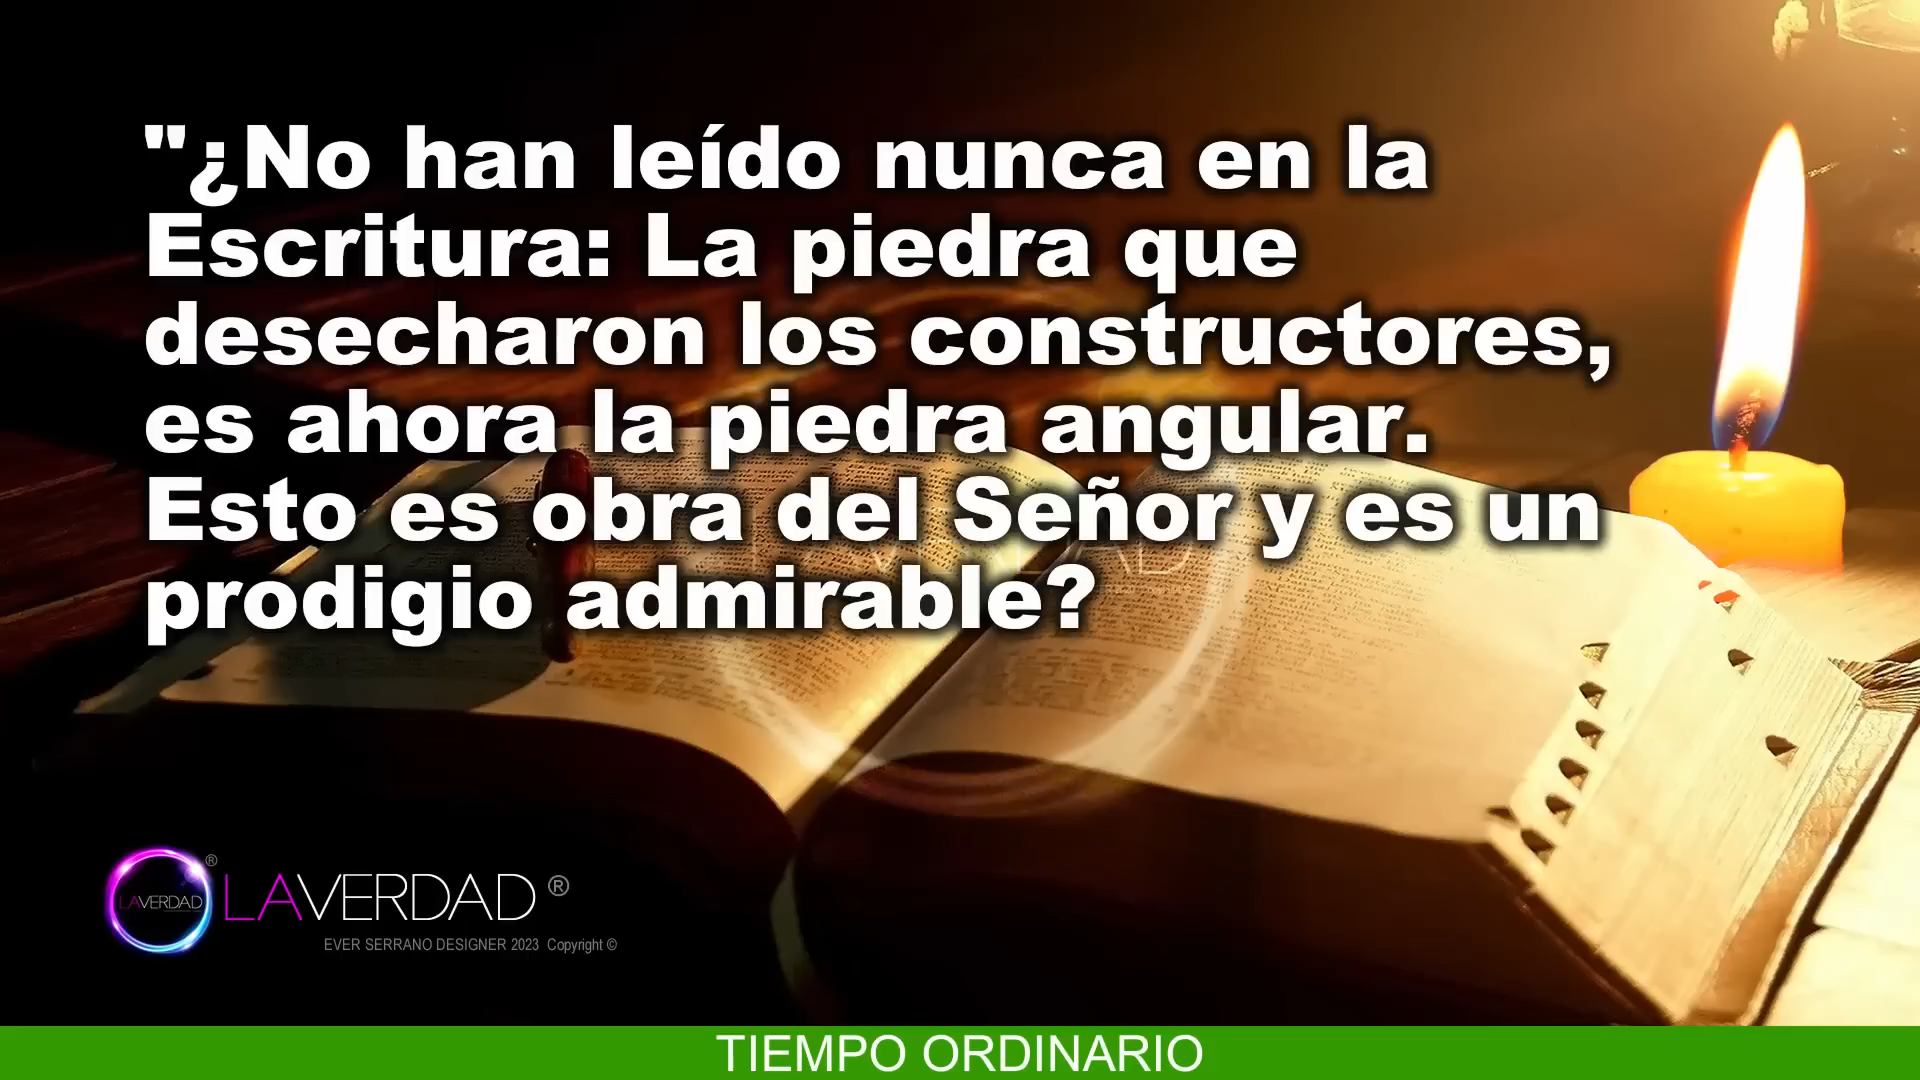 "¿No han leído nunca en la
Escritura: La piedra que
desecharon los constructores,
es ahora la piedra angular.
Esto es obra del Señor y es un
prodigio admirable?
LAVERDAD ®
LAVERDAD ®
EVER SERRANO DESIGNER 2023 Copyright ©
TIEMPO ORDINARIO